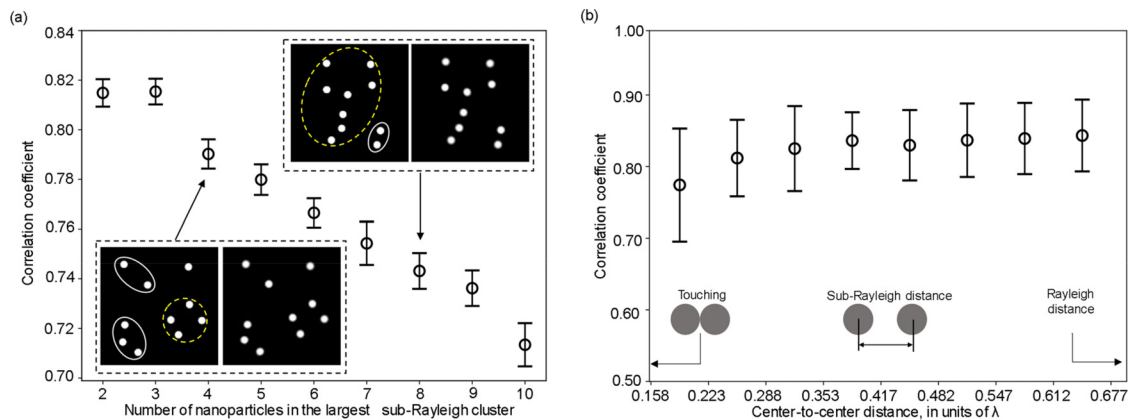 (a)
0.84
0.82
0.80
0.78
0.76
0.74
0.72
0.70
Correlation coefficient
2 3 4 5 6 7 8 9 10
Number of nanoparticles in the largest sub-Rayleigh cluster
(b)
1.00
0.90
0.80
0.70
0.60
0.50
Correlation coefficient
Touching
Sub-Rayleigh distance
Rayleigh
distance
0.158 0.223 0.288 0.353 0.417 0.482 0.547 0.612 0.677
Center-to-center distance, in units of λ